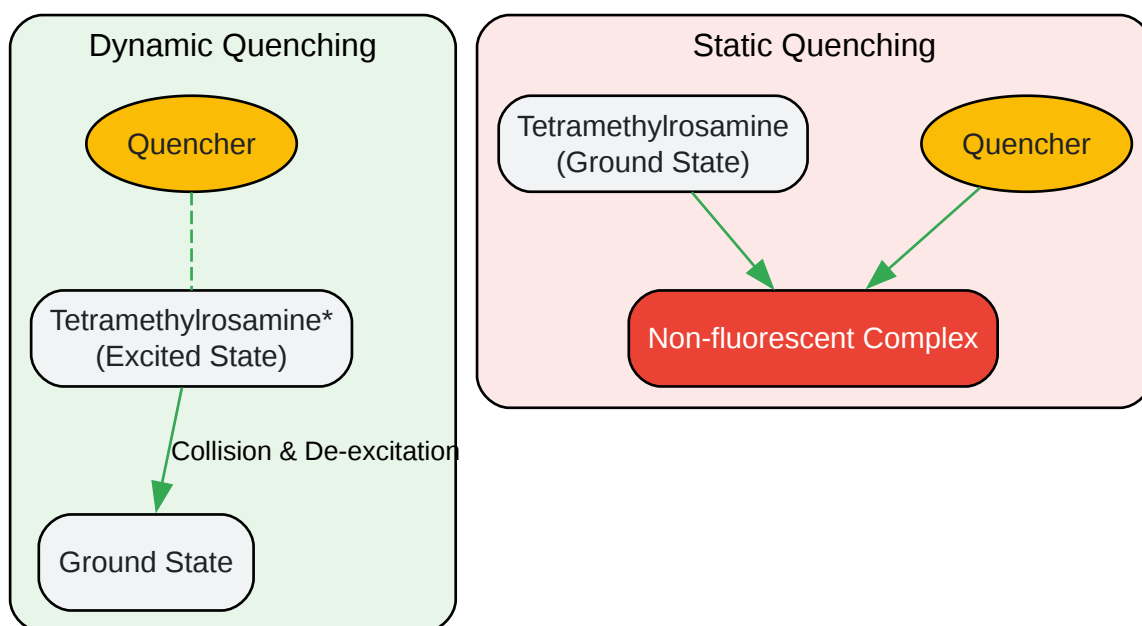 Dynamic Quenching
Quencher
Tetramethylrosamine*
(Excited State)
Collision & De-excitation
Ground State
Static Quenching
Tetramethylrosamine
(Ground State)
Quencher
Non-fluorescent Complex